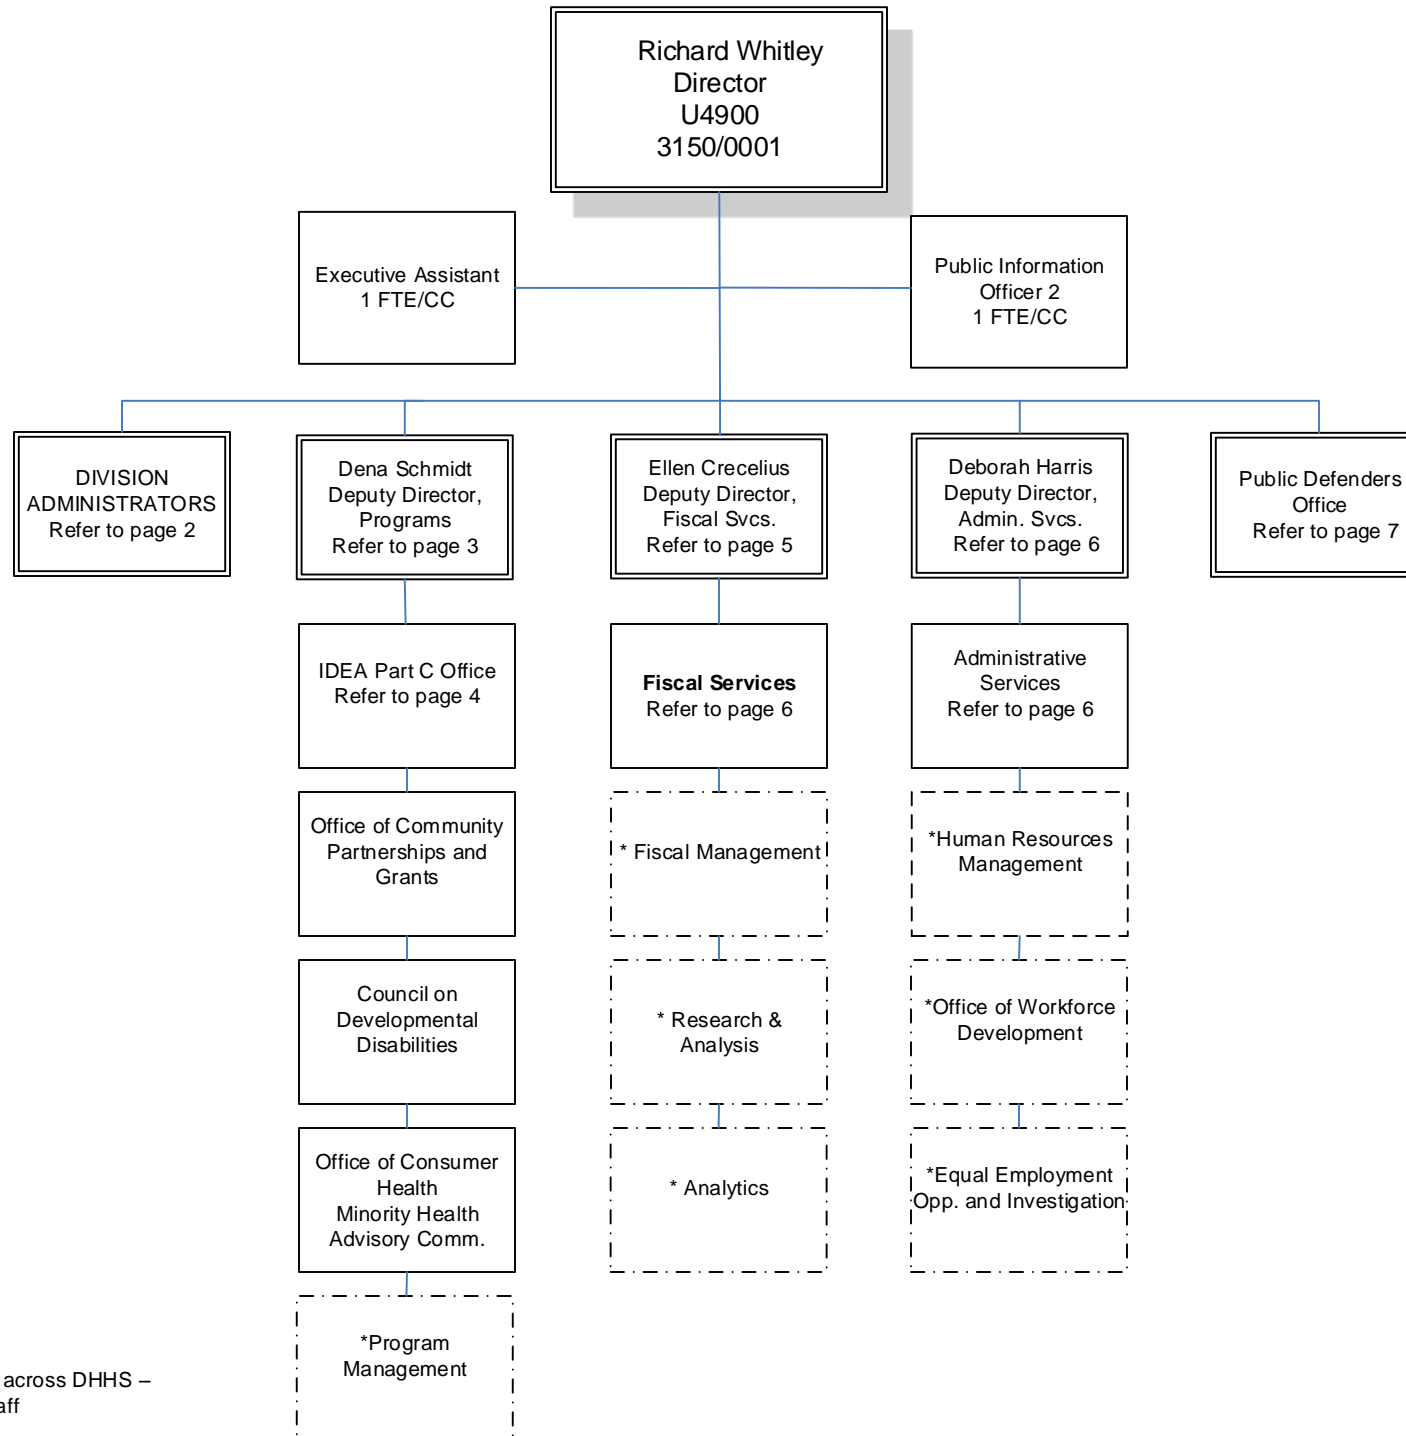 Richard Whitley
Director
U4900
3150/0001
Executive Assistant
1 FTE/CC
Public Information
Officer 2
1 FTE/CC
DIVISION
ADMINISTRATORS
Refer to page 2
Dena Schmidt
Deputy Director,
Programs
Refer to page 3
Ellen Crecelius
Deputy Director,
Fiscal Svcs.
Refer to page 5
Deborah Harris
Deputy Director,
Admin. Svcs.
Refer to page 6
Public Defenders
Office
Refer to page 7
IDEA Part C Office
Refer to page 4
Fiscal Services
Refer to page 6
Administrative
Services
Refer to page 6
Office of Community
Partnerships and
Grants
* Fiscal Management
*Human Resources
Management
Council on
Developmental
Disabilities
* Research &
Analysis
*Office of Workforce
Development
Office of Consumer
Health
Minority Health
Advisory Comm.
* Analytics
*Equal Employment
Opp. and Investigation
*Program
Management
across DHHS –